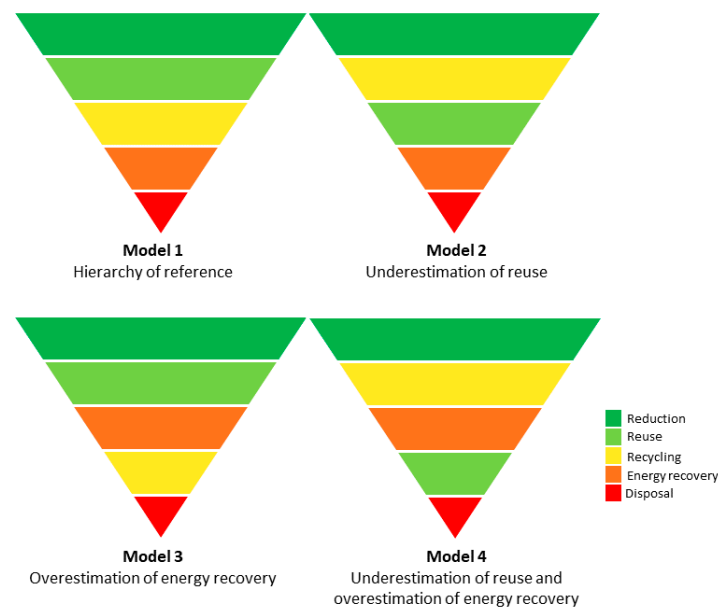 Model 1
Hierarchy of reference
Model 2
Underestimation of reuse
Model 3
Overestimation of energy recovery
Model 4
Underestimation of reuse and
overestimation of energy recovery
Reduction
Reuse
Recycling
Energy recovery
Disposal